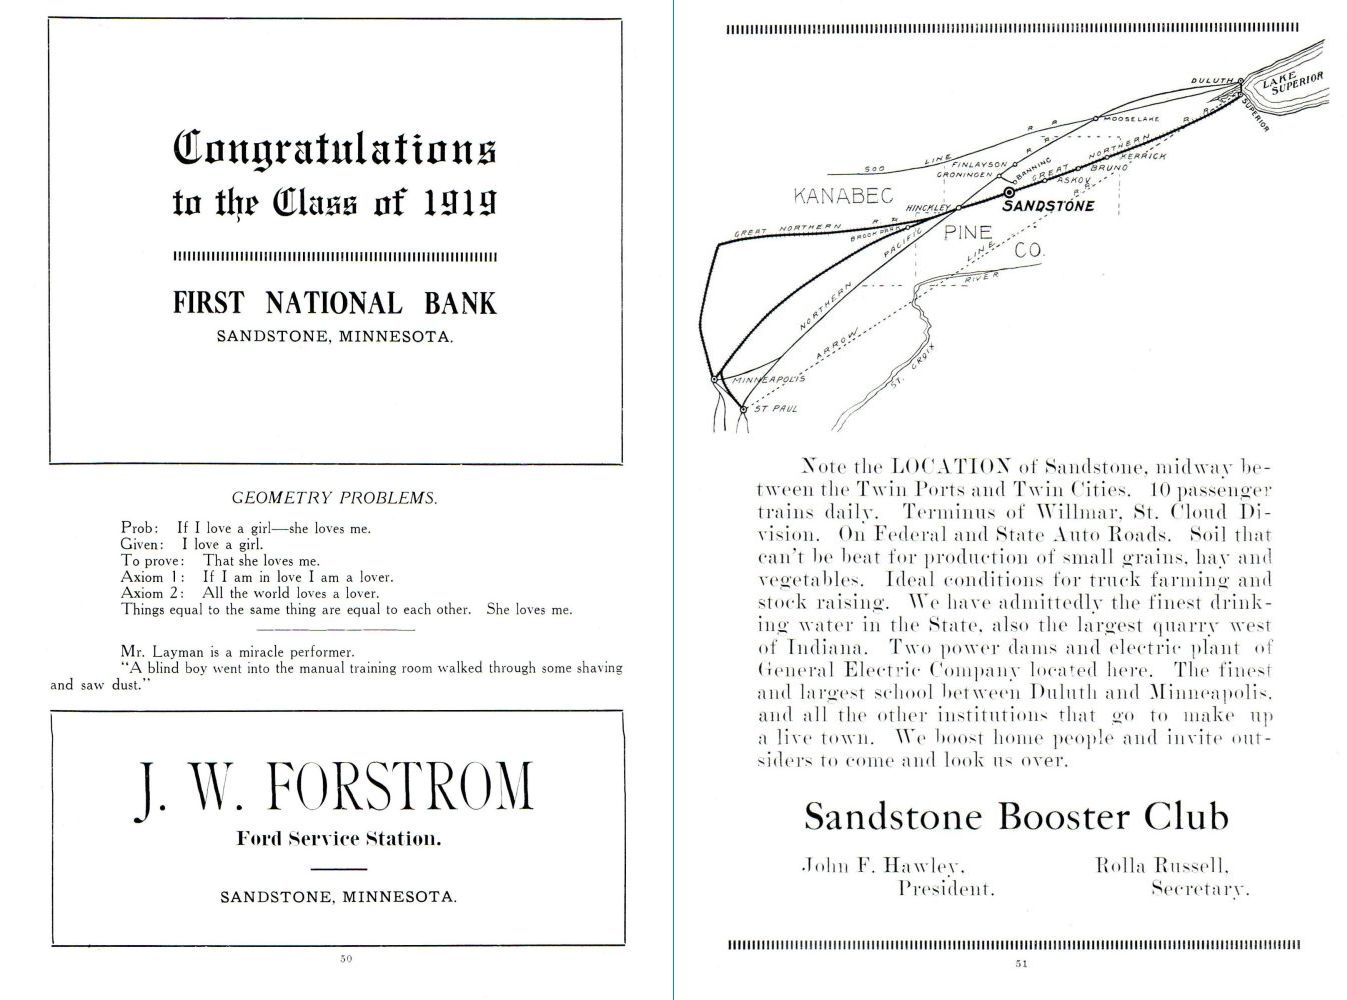 Congratulations
to the Class of 1919
FIRST NATIONAL BANK
SANDSTONE, MINNESOTA.
GEOMETRY PROBLEMS.
Prob: If I love a girl—she loves me.
Given: I love a girl.
To prove: That she loves me.
Axiom 1: If I am in love I am a lover.
Axiom 2: All the world loves a lover.
Things equal to the same thing are equal to each other. She loves me.
Mr. Layman is a miracle performer.
"A blind boy went into the manual training room walked through some shaving
and saw dust."
J. W. FORSTROM
Ford Service Station.
SANDSTONE, MINNESOTA.
50
DULUTH
LAKE
SUPERIOR
SUPERIOR
MOOSELAKE
R R
SOO LINE R R
FINLAYSON
GRONINGEN
BANNING
GREAT NORTHERN R R
KERRICK
BRUNO
ASKOV
R R
SANDSTONE
KANABEC
HINCKLEY
GREAT NORTHERN R R
BROOK PARK
PINE
CO.
NORTHERN PACIFIC
ARROW LINE
RIVER
ST. CROIX
MINNEAPOLIS
ST PAUL
Note the LOCATION of Sandstone, midway be-
tween the Twin Ports and Twin Cities. 10 passenger
trains daily. Terminus of Willmar, St. Cloud Di-
vision. On Federal and State Auto Roads. Soil that
can't be beat for production of small grains, hay and
vegetables. Ideal conditions for truck farming and
stock raising. We have admittedly the finest drink-
ing water in the State, also the largest quarry west
of Indiana. Two power dams and electric plant of
General Electric Company located here. The finest
and largest school between Duluth and Minneapolis,
and all the other institutions that go to make up
a live town. We boost home people and invite out-
siders to come and look us over.
Sandstone Booster Club
John F. Hawley, Rolla Russell,
President. Secretary.
51